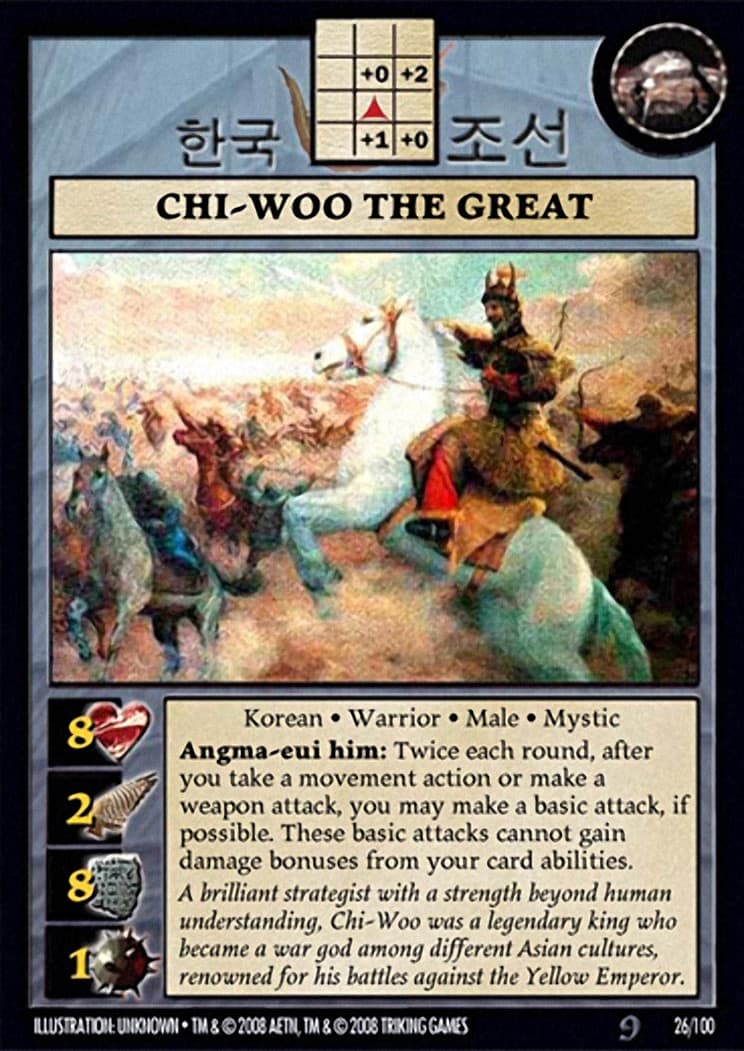 +0 +2
+1 +0
한국 조선
CHI-WOO THE GREAT
8
2
8
1
Korean • Warrior • Male • Mystic
Angma-eui him: Twice each round, after
you take a movement action or make a
weapon attack, you may make a basic attack, if
possible. These basic attacks cannot gain
damage bonuses from your card abilities.
A brilliant strategist with a strength beyond human
understanding, Chi-Woo was a legendary king who
became a war god among different Asian cultures,
renowned for his battles against the Yellow Emperor.
ILLUSTRATION: UNKNOWN • TM & © 2008 AETN, TM & © 2008 TRIKING GAMES 9 26/100